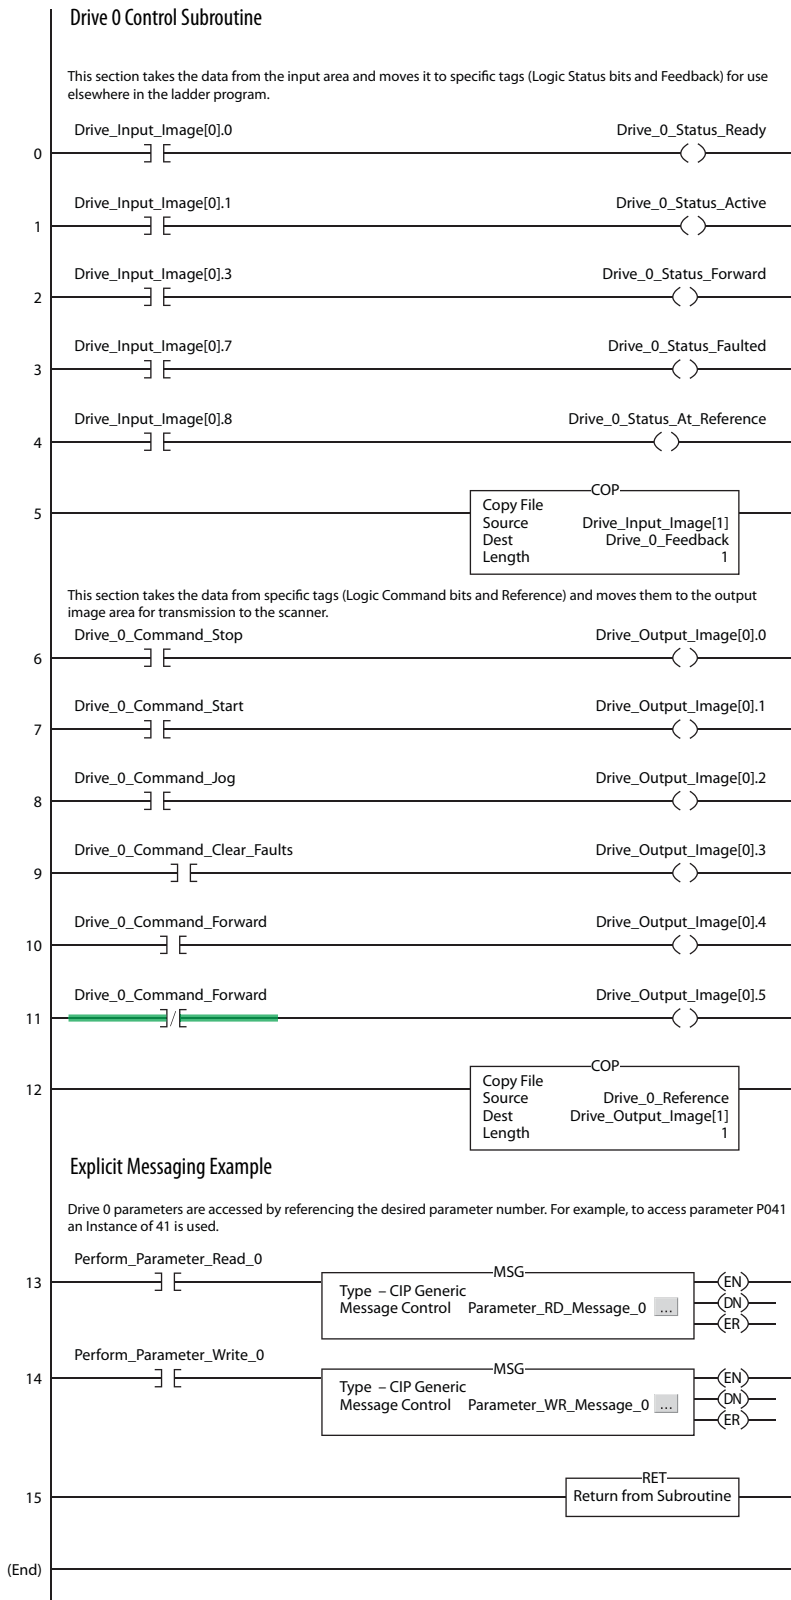 Drive 0 Control Subroutine
This section takes the data from the input area and moves it to specific tags (Logic Status bits and Feedback) for use
elsewhere in the ladder program.
Drive_Input_Image[0].0 Drive_0_Status_Ready
0
Drive_Input_Image[0].1 Drive_0_Status_Active
1
Drive_Input_Image[0].3 Drive_0_Status_Forward
2
Drive_Input_Image[0].7 Drive_0_Status_Faulted
3
Drive_Input_Image[0].8 Drive_0_Status_At_Reference
4
COP
Copy File
5
Source Drive_Input_Image[1]
Dest Drive_0_Feedback
Length 1
This section takes the data from specific tags (Logic Command bits and Reference) and moves them to the output
image area for transmission to the scanner.
Drive_0_Command_Stop Drive_Output_Image[0].0
6
Drive_0_Command_Start Drive_Output_Image[0].1
7
Drive_0_Command_Jog Drive_Output_Image[0].2
8
Drive_0_Command_Clear_Faults Drive_Output_Image[0].3
9
Drive_0_Command_Forward Drive_Output_Image[0].4
10
Drive_0_Command_Forward Drive_Output_Image[0].5
11
COP
Copy File
12
Source Drive_0_Reference
Dest Drive_Output_Image[1]
Length 1
Explicit Messaging Example
Drive 0 parameters are accessed by referencing the desired parameter number. For example, to access parameter P041
an Instance of 41 is used.
Perform_Parameter_Read_0
MSG
13
Type – CIP Generic
Message Control Parameter_RD_Message_0 ...
EN
DN
ER
Perform_Parameter_Write_0
MSG
14
Type – CIP Generic
Message Control Parameter_WR_Message_0 ...
EN
DN
ER
RET
15
Return from Subroutine
(End)